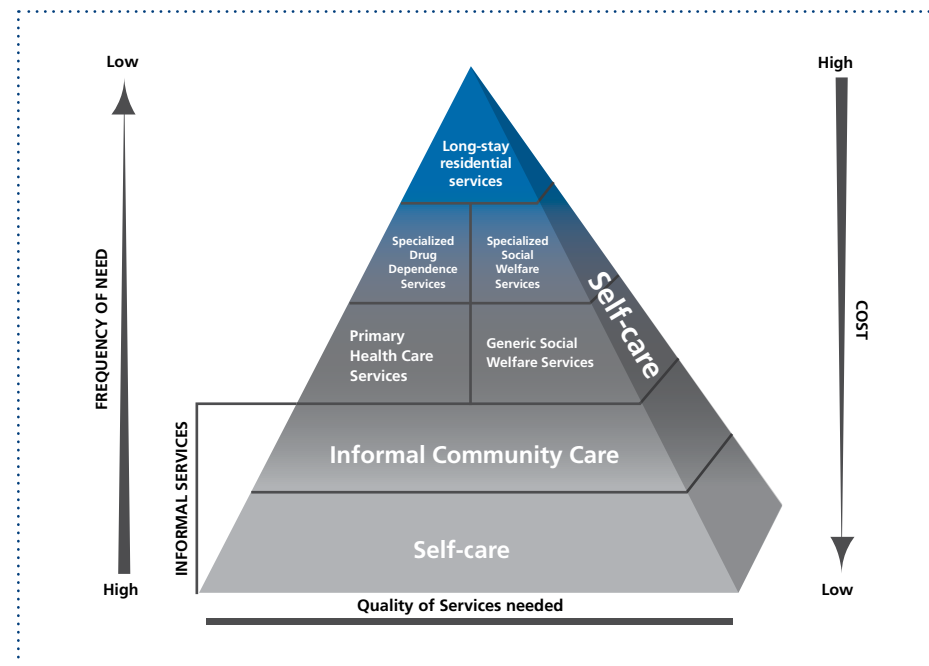 Low
High
Long-stay
residential
services
Specialized
Drug
Dependence
Services
Specialized
Social
Welfare
Services
Self-care
FREQUENCY OF NEED
COST
Primary
Health Care
Services
Generic Social
Welfare Services
INFORMAL SERVICES
Informal Community Care
Self-care
High
Low
Quality of Services needed